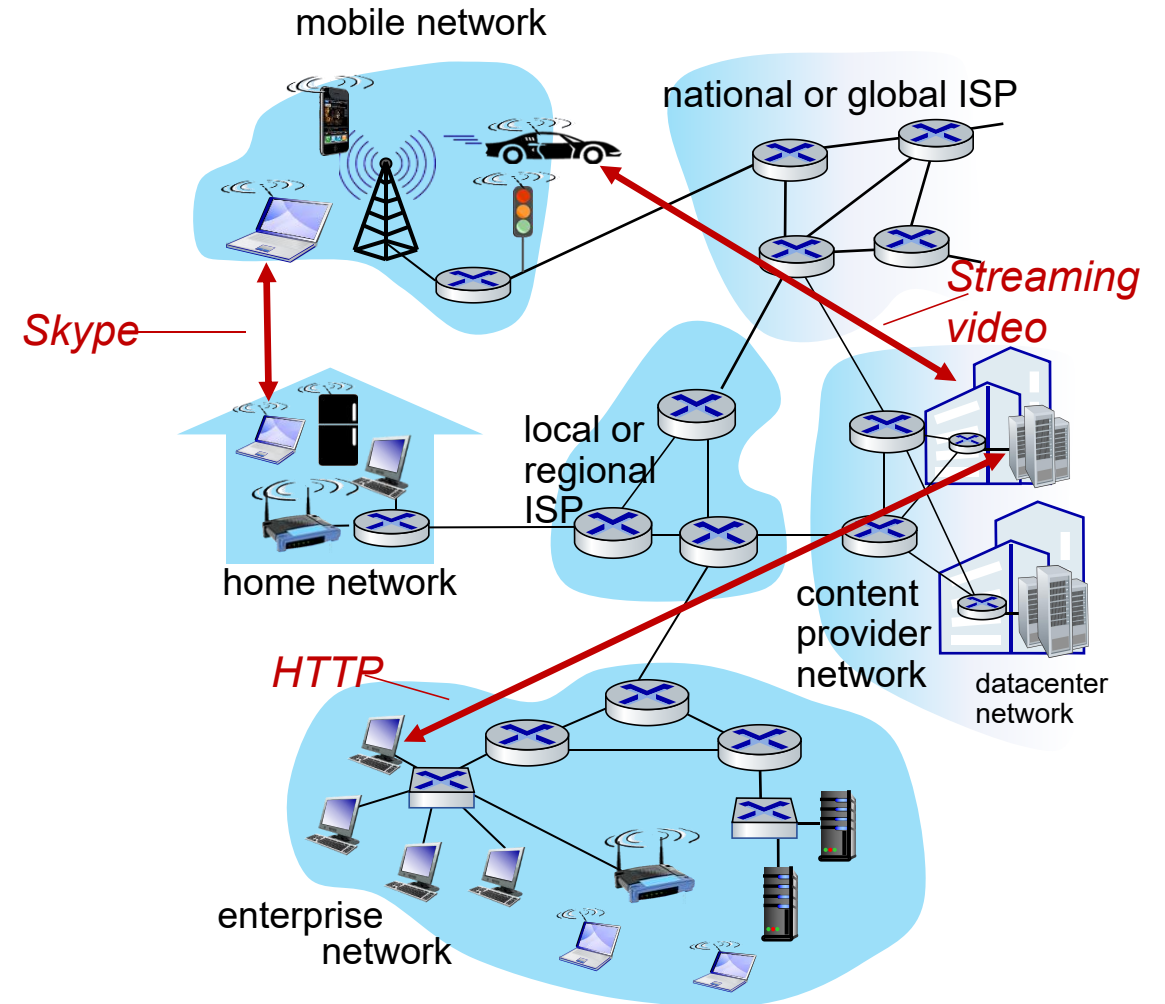 mobile network
national or global ISP
Streaming
video
Skype
local or
regional
ISP
home network
content
provider
network
datacenter
network
HTTP
enterprise
network